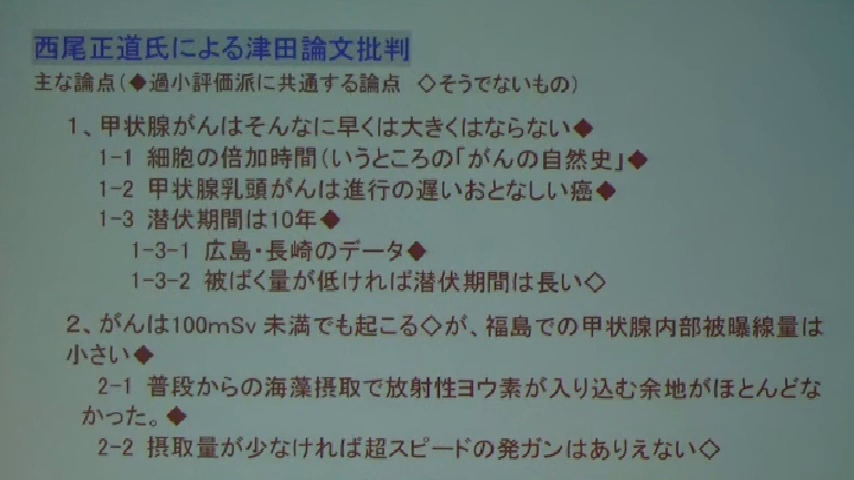 西尾正道氏による津田論文批判
主な論点(◆過小評価派に共通する論点　◇そうでないもの)
1、甲状腺がんはそんなに早くは大きくはならない◆
1-1 細胞の倍加時間(いうところの「がんの自然史」◆
1-2 甲状腺乳頭がんは進行の遅いおとなしい癌◆
1-3 潜伏期間は10年◆
1-3-1 広島・長崎のデータ◆
1-3-2 被ばく量が低ければ潜伏期間は長い◇
2、がんは100mSv 未満でも起こる◇が、福島での甲状腺内部被曝線量は
小さい◆
2-1 普段からの海藻摂取で放射性ヨウ素が入り込む余地がほとんどな
かった。◆
2-2 摂取量が少なければ超スピードの発ガンはありえない◇